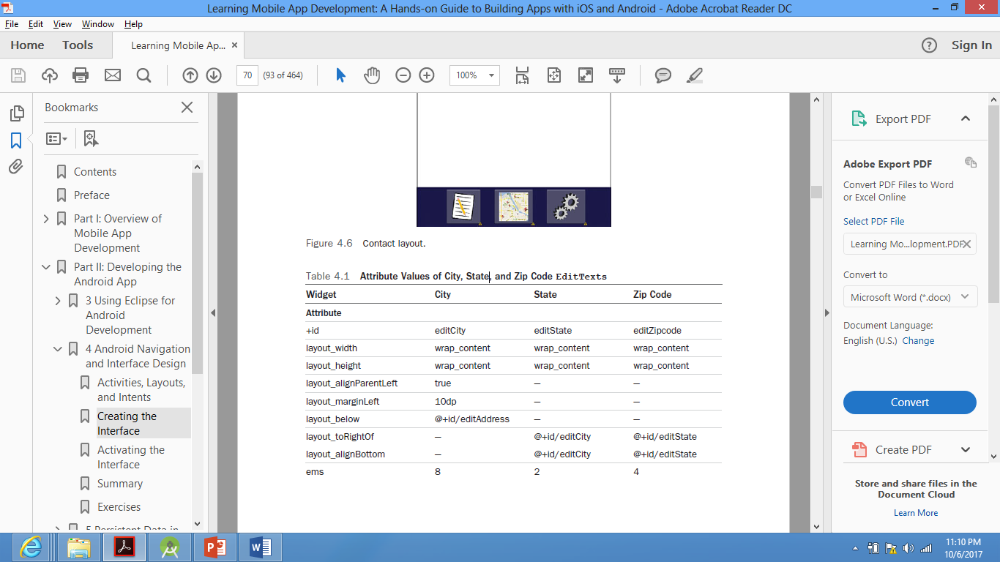 Learning Mobile App Development: A Hands-on Guide to Building Apps with iOS and Android - Adobe Acrobat Reader DC
File Edit View Window Help
Home Tools Learning Mobile Ap... × Sign In
70 (93 of 464) 100%
Bookmarks
Contents
Preface
Part I: Overview of
Mobile App
Development
Part II: Developing the
Android App
3 Using Eclipse for
Android
Development
4 Android Navigation
and Interface Design
Activities, Layouts,
and Intents
Creating the
Interface
Activating the
Interface
Summary
Exercises
5 Persistent Data in
Figure 4.6 Contact layout.
Table 4.1 Attribute Values of City, State, and Zip Code EditTexts
Widget City State Zip Code
Attribute
+id editCity editState editZipcode
layout_width wrap_content wrap_content wrap_content
layout_height wrap_content wrap_content wrap_content
layout_alignParentLeft true — —
layout_marginLeft 10dp — —
layout_below @+id/editAddress — —
layout_toRightOf — @+id/editCity @+id/editState
layout_alignBottom — @+id/editCity @+id/editState
ems 8 2 4
Export PDF
Adobe Export PDF
Convert PDF Files to Word
or Excel Online
Select PDF File
Learning Mo...lopment.PDF
Convert to
Microsoft Word (*.docx)
Document Language:
English (U.S.) Change
Convert
Create PDF
Store and share files in the
Document Cloud
Learn More
11:10 PM
10/6/2017